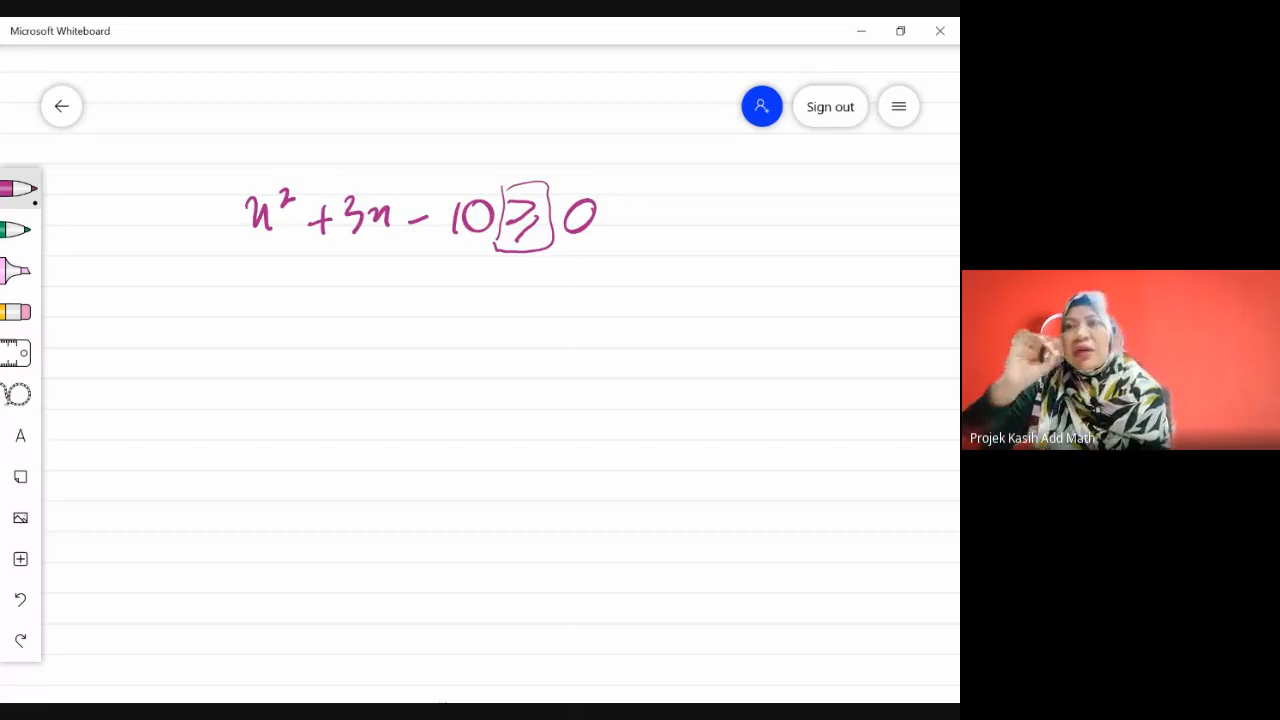 Microsoft Whiteboard
Sign out
x² + 3x - 10 ≥ 0
A
Projek Kasih Add Math